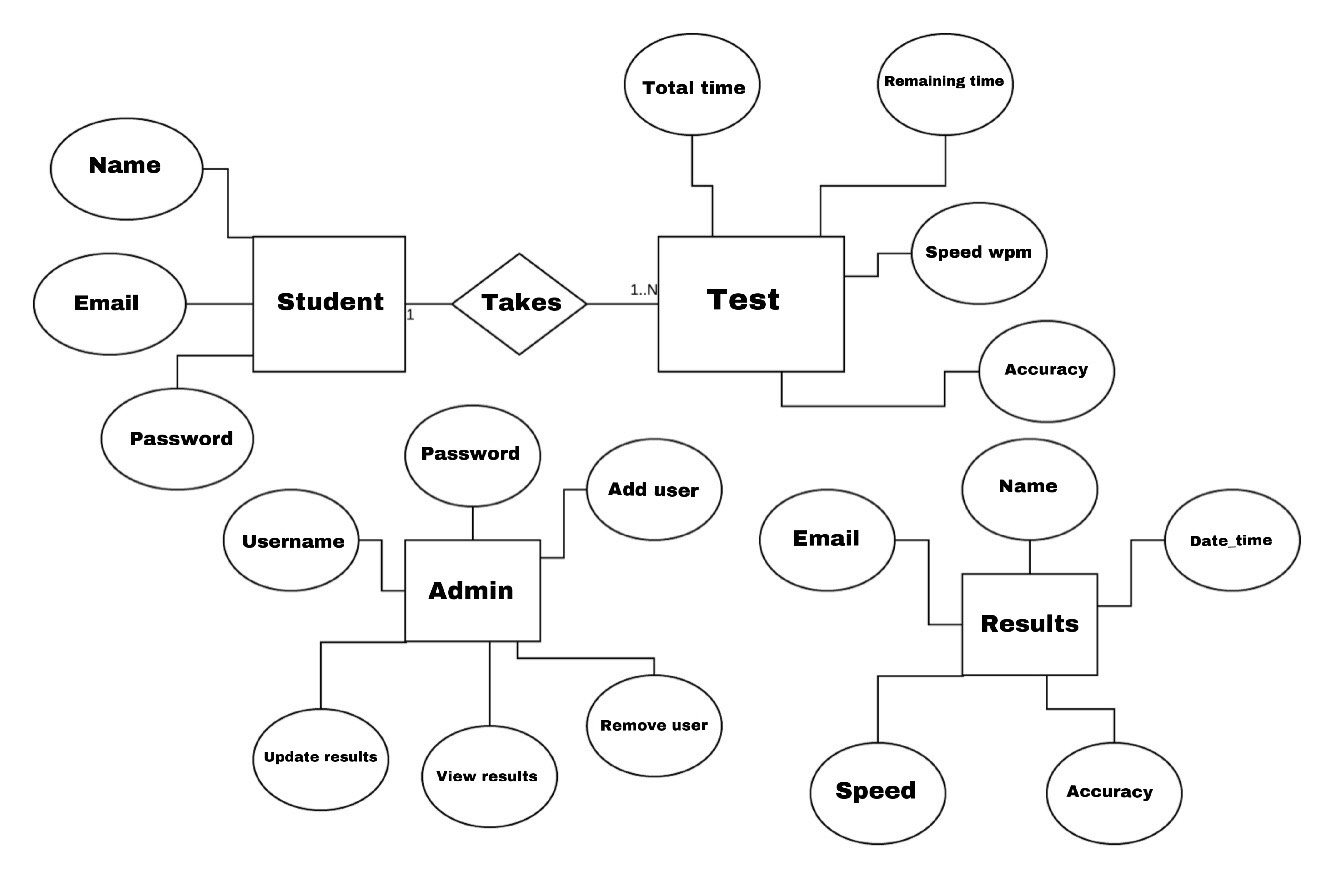 Total time
Remaining time
Name
Speed wpm
Email
Student
1
Takes
1..N
Test
Accuracy
Password
Password
Add user
Name
Username
Email
Date_time
Admin
Results
Update results
View results
Remove user
Speed
Accuracy